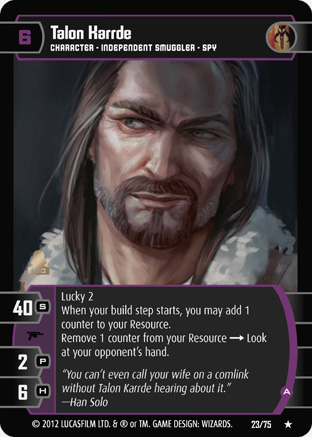 6
Talon Karrde
CHARACTER • INDEPENDENT SMUGGLER • SPY
40 S
2 P
6 H
Lucky 2
When your build step starts, you may add 1
counter to your Resource.
Remove 1 counter from your Resource → Look
at your opponent's hand.
"You can't even call your wife on a comlink
without Talon Karrde hearing about it."
—Han Solo
A
© 2012 LUCASFILM LTD. & ® or TM. GAME DESIGN: WIZARDS.
23/75 ★